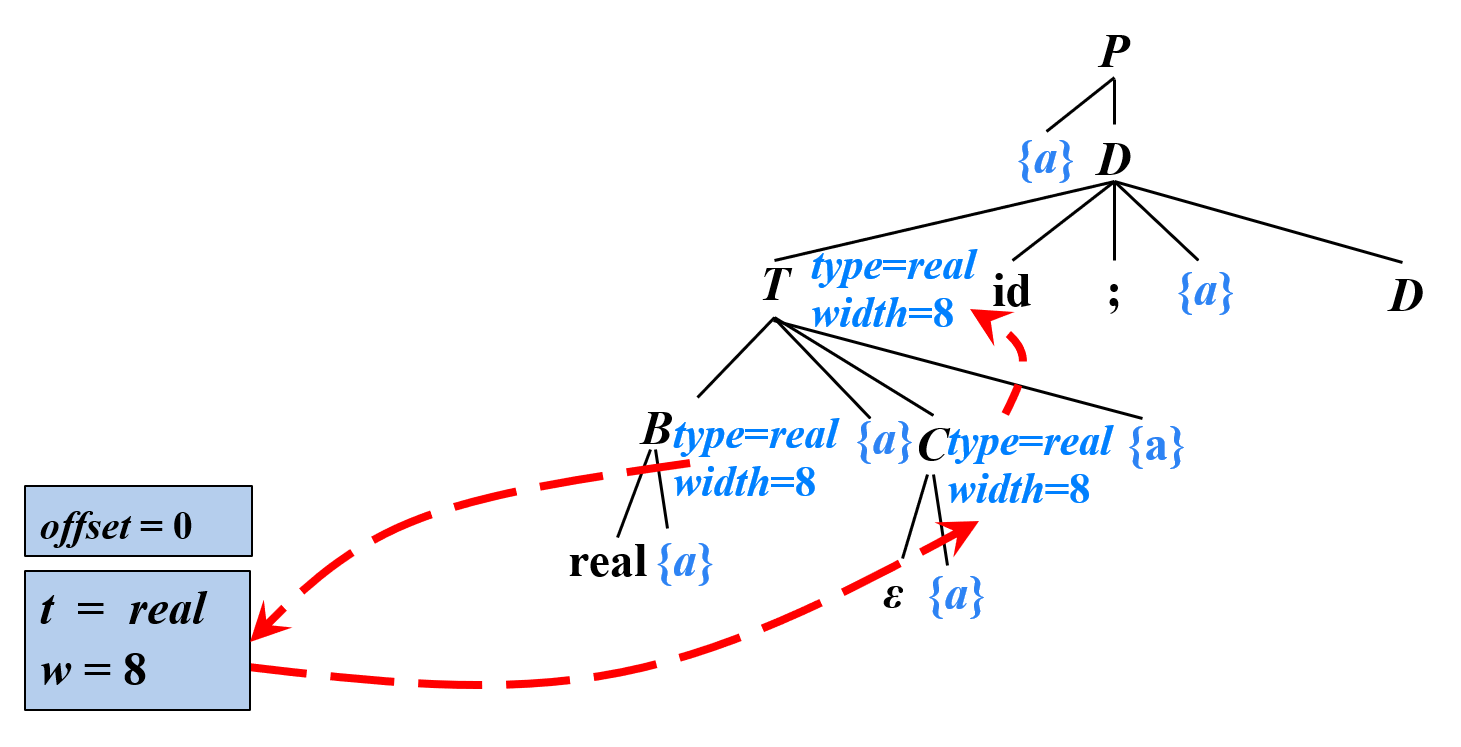 P
{a} D
T type=real width=8 id ; {a} D
B type=real width=8 {a} C type=real width=8 {a}
offset = 0
real {a} ε {a}
t = real
w = 8